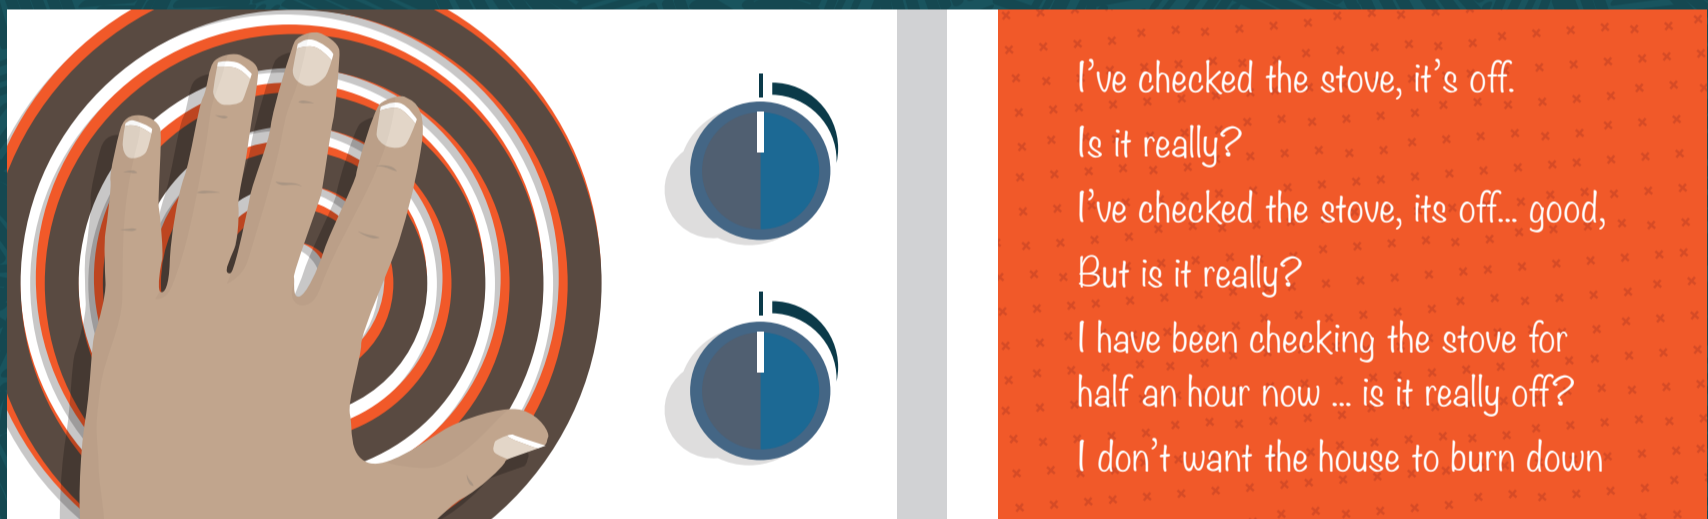 I’ve checked the stove, it’s off.
Is it really?
I’ve checked the stove, its off... good,
But is it really?
I have been checking the stove for
half an hour now ... is it really off?
I don’t want the house to burn down